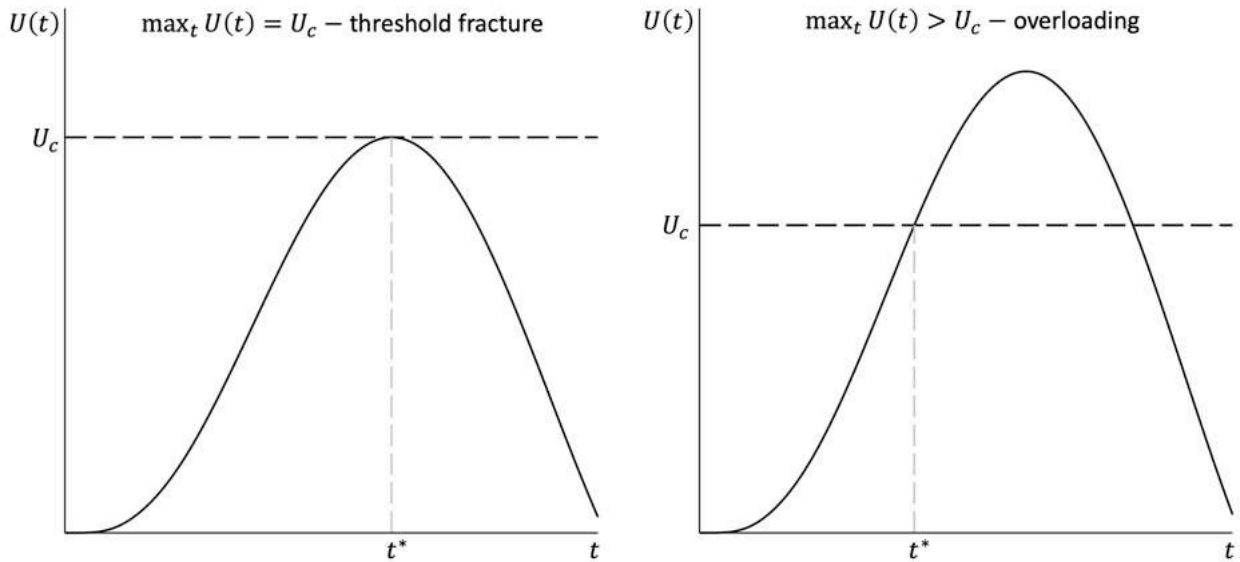 U(t)
max_t U(t) = U_c – threshold fracture
U_c
t*
t
U(t)
max_t U(t) > U_c – overloading
U_c
t*
t